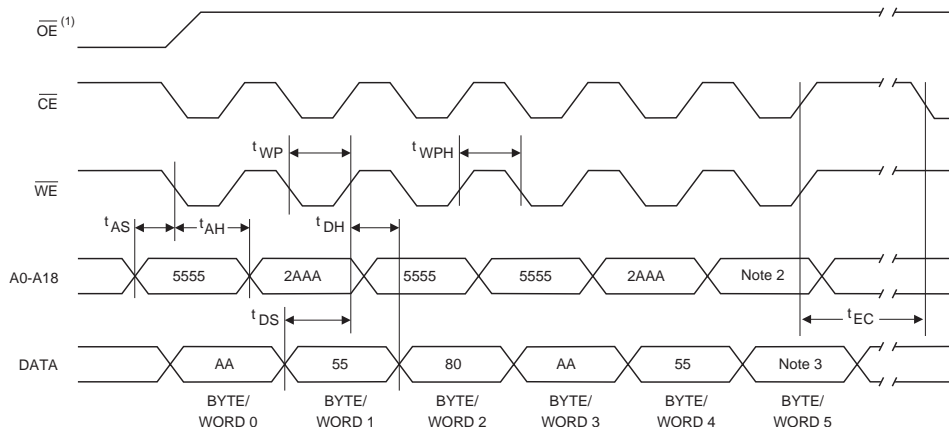 OE (1)
CE
t WP
t WPH
WE
t AS
t AH
t DH
A0-A18
5555
2AAA
5555
5555
2AAA
Note 2
t DS
t EC
DATA
AA
55
80
AA
55
Note 3
BYTE/
WORD 0
BYTE/
WORD 1
BYTE/
WORD 2
BYTE/
WORD 3
BYTE/
WORD 4
BYTE/
WORD 5